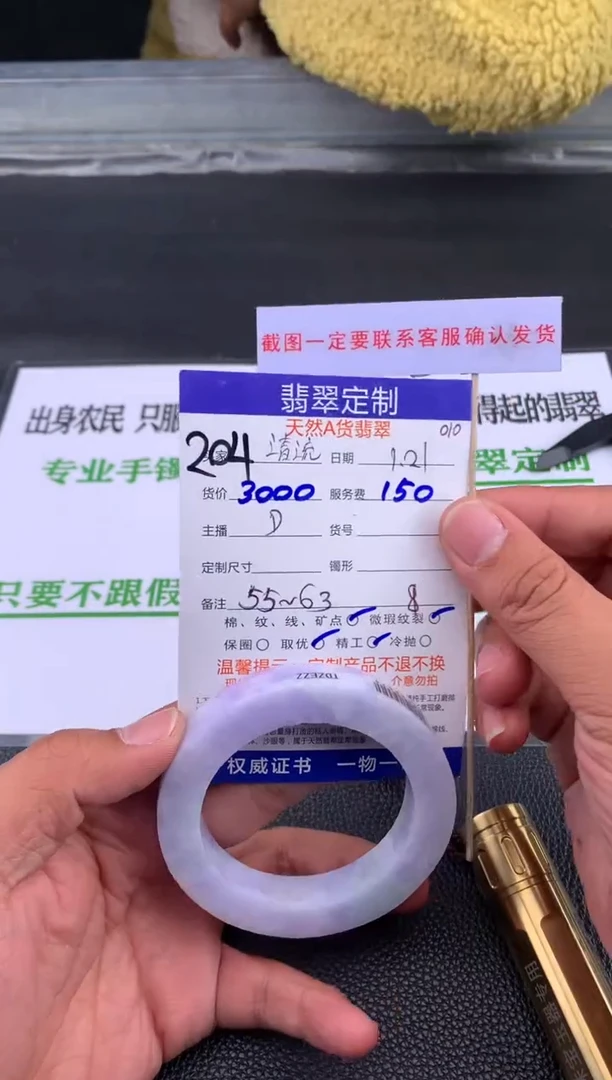 截图一定要联系客服确认发货
翡翠定制
天然A货翡翠
010
204 清流 日期 1.21
货价 3000 服务费 150
主播 D 货号
定制尺寸 镯形
备注 55~63 8
棉、纹、线、矿点 微瑕纹裂
保圈 取优 精工 冷抛
温馨提示 定制产品不退不换
介意勿拍
权威证书 一物一
出身农民 只服
得起的翡翠
专业手镯
翠定制
只要不跟假